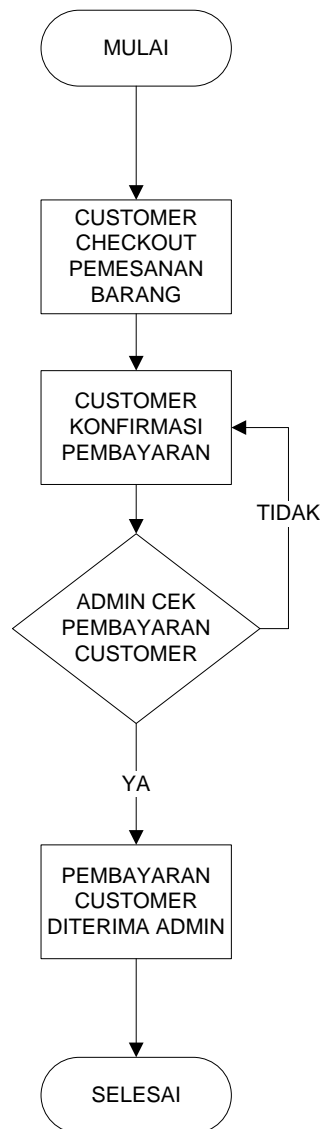 MULAI
CUSTOMER
CHECKOUT
PEMESANAN
BARANG
CUSTOMER
KONFIRMASI
PEMBAYARAN
TIDAK
ADMIN CEK
PEMBAYARAN
CUSTOMER
YA
PEMBAYARAN
CUSTOMER
DITERIMA ADMIN
SELESAI